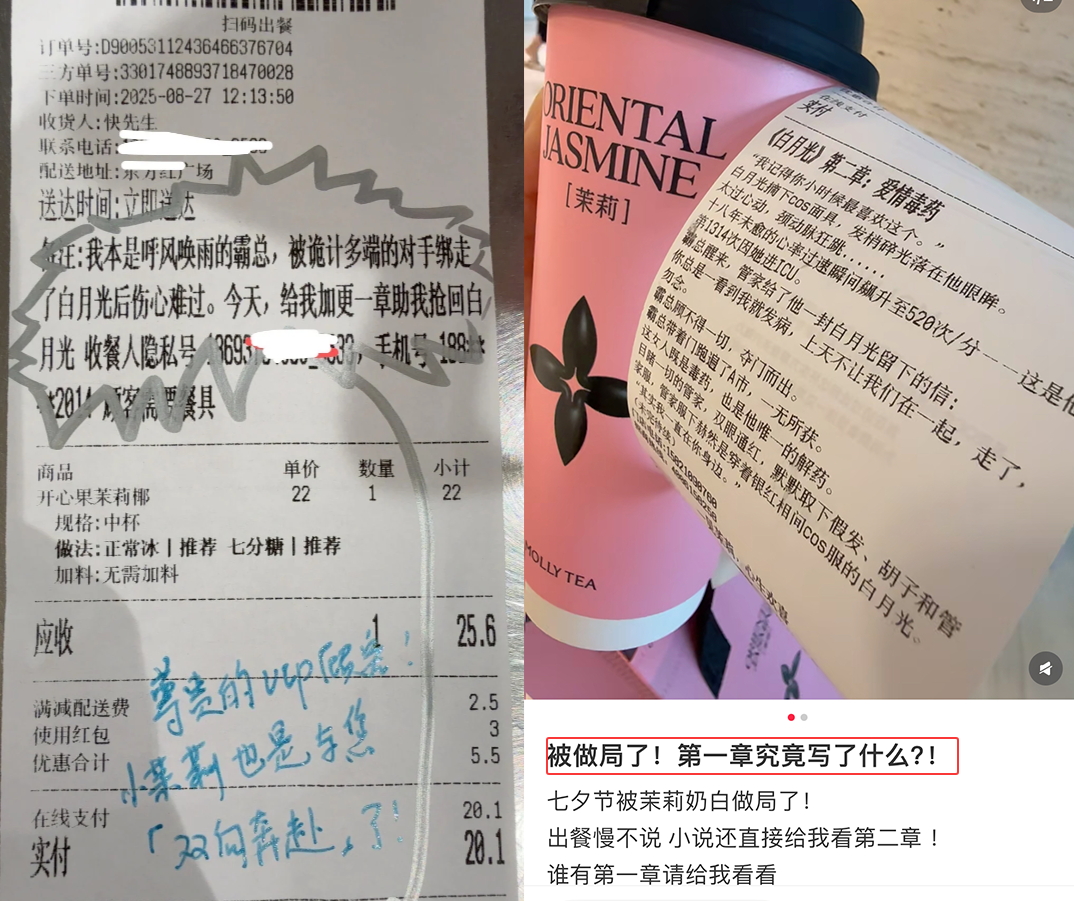 扫码出餐
订单号:D90053112436466376704
三方单号:3301748893718470028
下单时间:2025-08-27 12:13:50
收货人:快先生
联系电话:
配送地址:东方红广场
送达时间:立即送达
备注:我本是呼风唤雨的霸总，被诡计多端的对手绑走
了白月光后伤心难过。今天，给我加更一章助我抢回白
月光 收餐人隐私号 ，手机号 198**
**2014 顾客需要餐具
商品 单价 数量 小计
开心果茉莉椰 22 1 22
规格:中杯
做法:正常冰|推荐 七分糖|推荐
加料:无需加料
应收 1 25.6
满减配送费 2.5
使用红包 3
优惠合计 5.5
在线支付 20.1
实付 20.1
尊贵的vip顾客!
小茉莉也是与您
「双向奔赴」了!
ORIENTAL
JASMINE
[茉莉]
MOLLY TEA
在线支付
实付
《白月光》第二章：爱情毒药
“我记得你小时候最喜欢这个。”
白月光摘下cos面具，发梢碎光落在他眼眸。
太过心动，颈动脉狂跳......
十八年未愈的心率过速瞬间飙升至520次/分——这是他
第1314次因她进ICU。
霸总醒来，管家给了他一封白月光留下的信：
你总是一看到我就发病，上天不让我们在一起，走了，
勿念。
霸总顾不得一切，夺门而出。
霸总带着门跑遍了A市，一无所获。
这女人既是毒药，也是他唯一的解药。
目睹一切的管家，双眼通红，默默取下假发、胡子和管
家服，管家服下赫然是穿着银红相间cos服的白月光。
“其实我一直在你身边。”
被做局了！第一章究竟写了什么?！
七夕节被茉莉奶白做局了！
出餐慢不说 小说还直接给我看第二章！
谁有第一章请给我看看